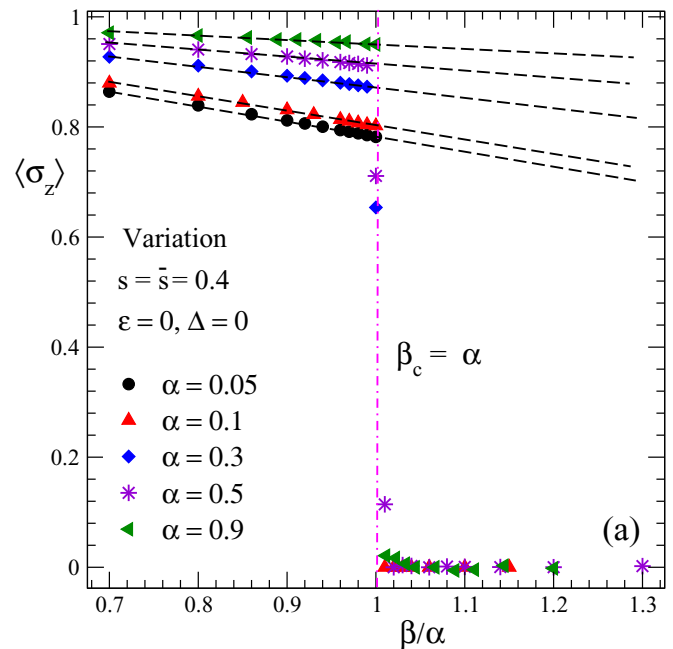 1
0.8
0.6
0.4
0.2
0
⟨σ_z⟩
Variation
s = s̄ = 0.4
ε = 0, Δ = 0
α = 0.05
α = 0.1
α = 0.3
α = 0.5
α = 0.9
β_c = α
(a)
0.7 0.8 0.9 1 1.1 1.2 1.3
β/α